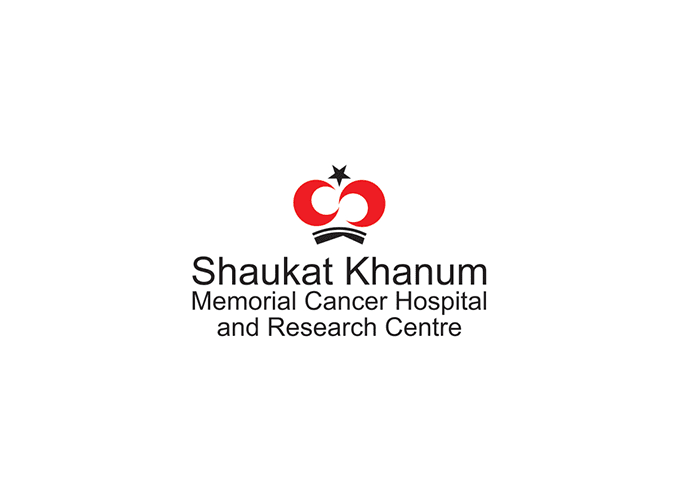 Shaukat Khanum
Memorial Cancer Hospital
and Research Centre